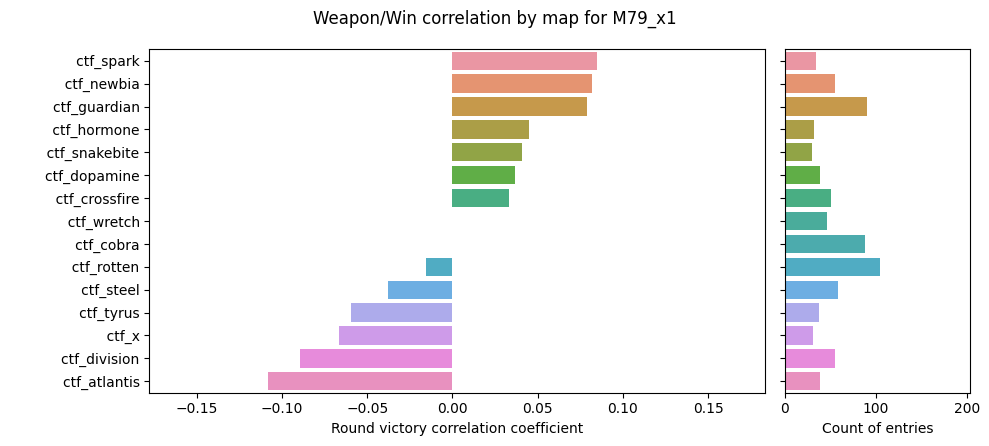 Weapon/Win correlation by map for M79_x1
ctf_spark
ctf_newbia
ctf_guardian
ctf_hormone
ctf_snakebite
ctf_dopamine
ctf_crossfire
ctf_wretch
ctf_cobra
ctf_rotten
ctf_steel
ctf_tyrus
ctf_x
ctf_division
ctf_atlantis
−0.15 −0.10 −0.05 0.00 0.05 0.10 0.15
Round victory correlation coefficient
0 100 200
Count of entries